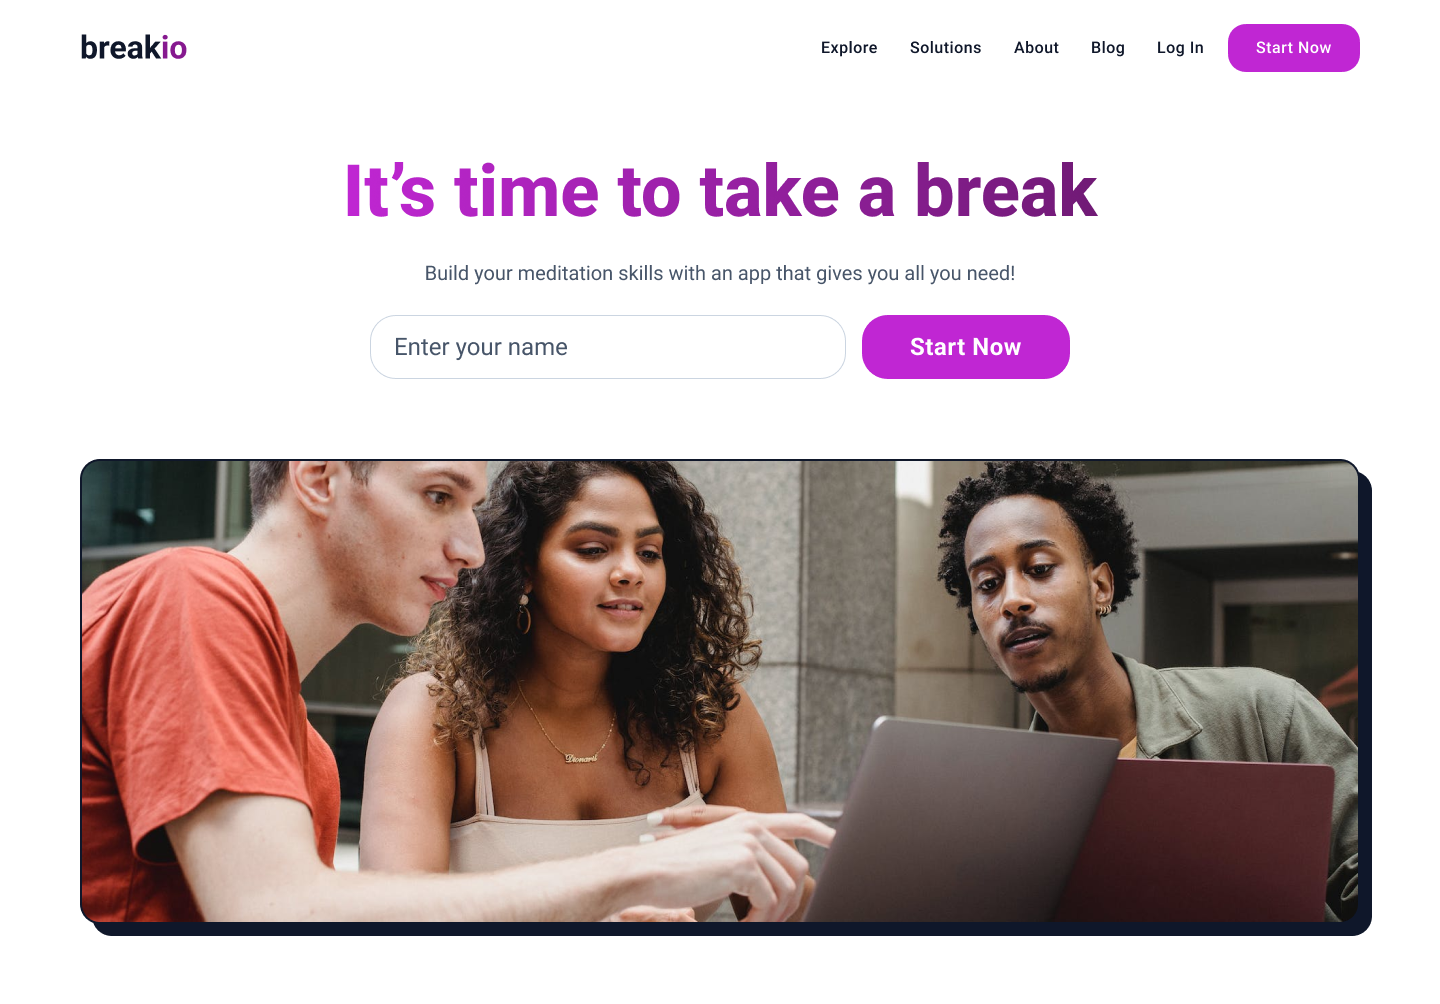 breakio
Explore Solutions About Blog Log In Start Now
It’s time to take a break
Build your meditation skills with an app that gives you all you need!
Enter your name Start Now
Dionaris